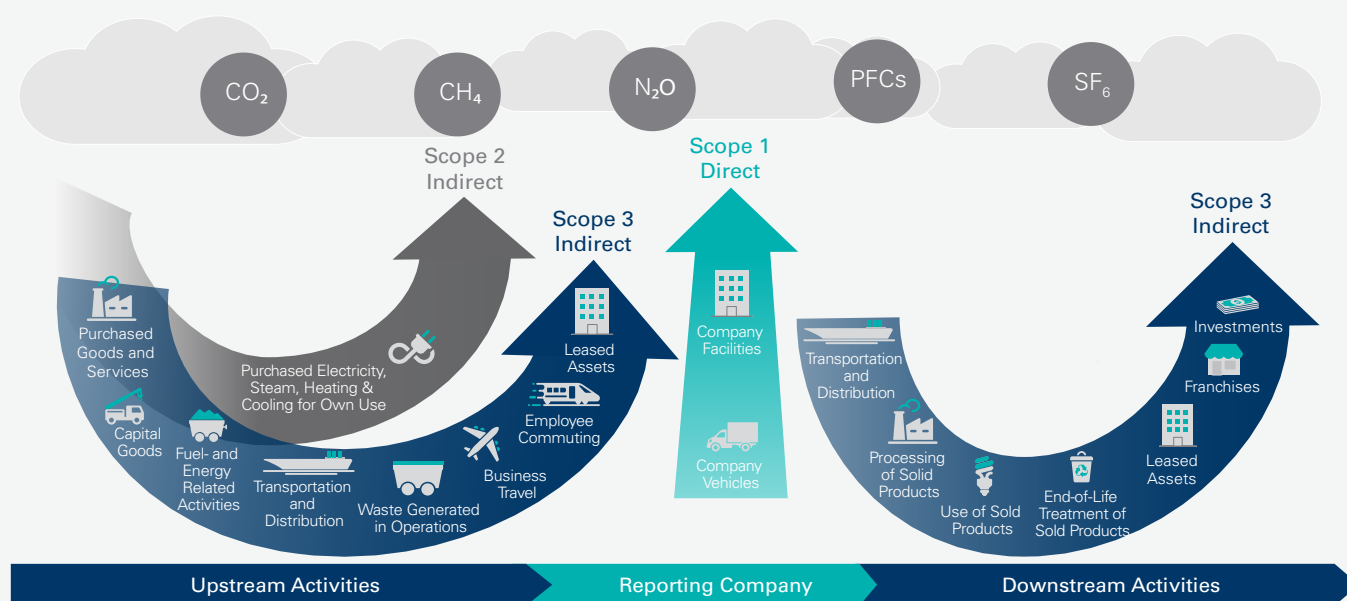 CO₂
CH₄
N₂O
PFCs
SF₆
Scope 2
Indirect
Scope 3
Indirect
Scope 1
Direct
Scope 3
Indirect
Purchased
Goods and
Services
Capital
Goods
Fuel- and
Energy
Related
Activities
Transportation
and
Distribution
Waste Generated
in Operations
Business
Travel
Employee
Commuting
Leased
Assets
Purchased Electricity,
Steam, Heating &
Cooling for Own Use
Company
Facilities
Company
Vehicles
Transportation
and
Distribution
Processing
of Solid
Products
Use of Sold
Products
End-of-Life
Treatment of
Sold Products
Leased
Assets
Franchises
Investments
Upstream Activities
Reporting Company
Downstream Activities